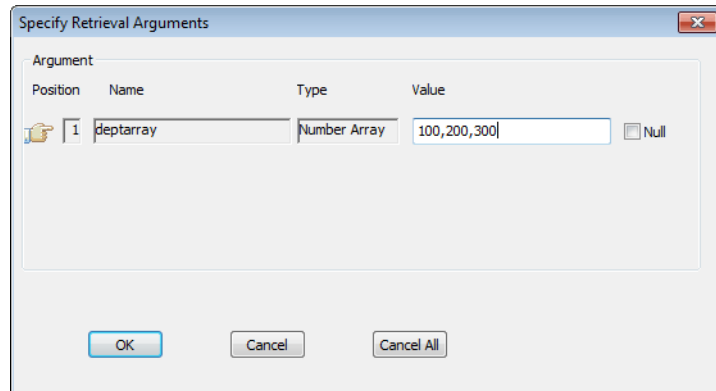 Specify Retrieval Arguments
Argument
Position Name Type Value
1 deptarray Number Array 100,200,300 Null
OK Cancel Cancel All